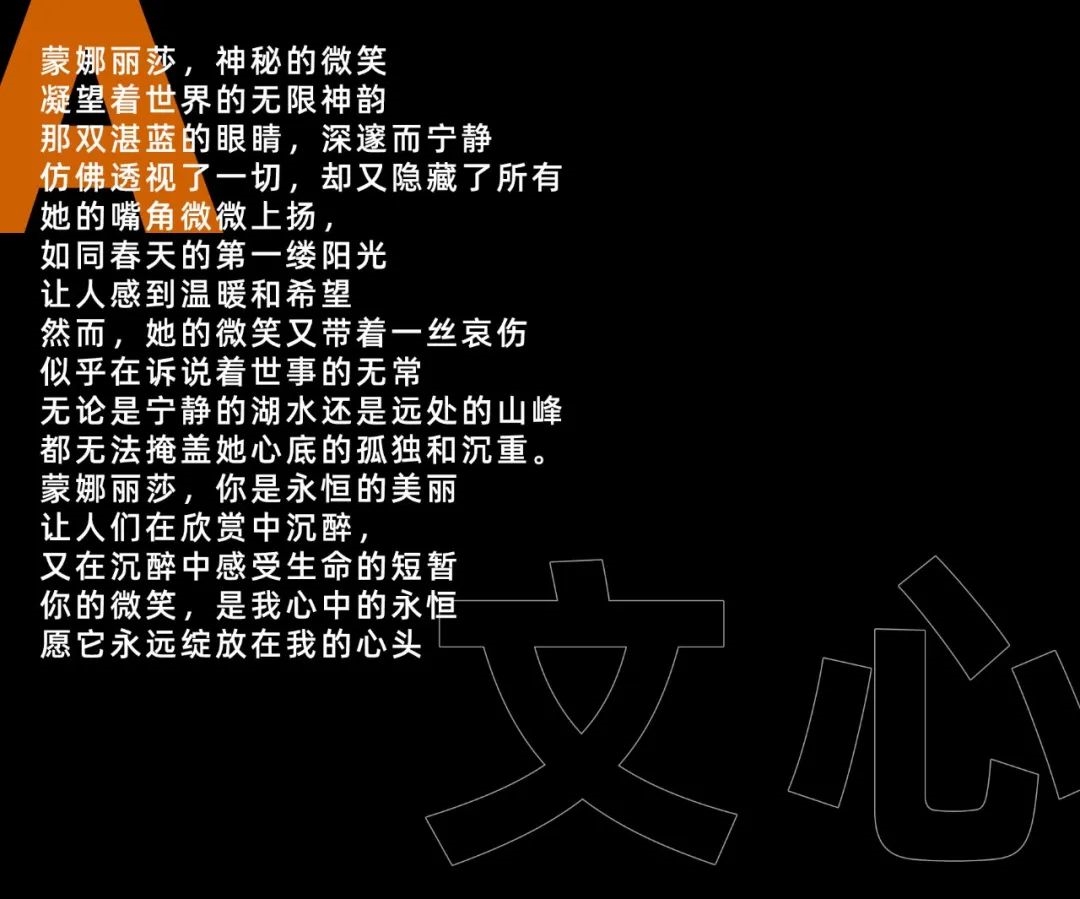 A
蒙娜丽莎，神秘的微笑
凝望着世界的无限神韵
那双湛蓝的眼睛，深邃而宁静
仿佛透视了一切，却又隐藏了所有
她的嘴角微微上扬，
如同春天的第一缕阳光
让人感到温暖和希望
然而，她的微笑又带着一丝哀伤
似乎在诉说着世事的无常
无论是宁静的湖水还是远处的山峰
都无法掩盖她心底的孤独和沉重。
蒙娜丽莎，你是永恒的美丽
让人们在欣赏中沉醉，
又在沉醉中感受生命的短暂
你的微笑，是我心中的永恒
愿它永远绽放在我的心头
文心